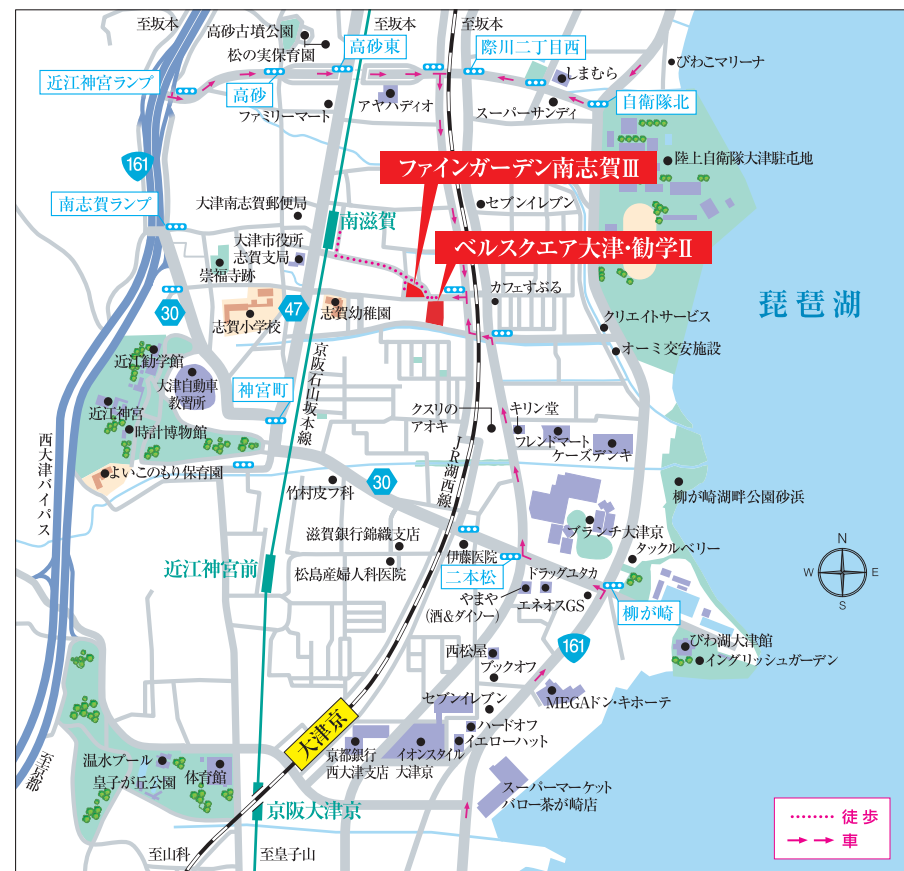 至坂本
至坂本
至坂本
高砂古墳公園
松の実保育園
高砂東
際川二丁目西
びわこマリーナ
近江神宮ランプ
高砂
しまむら
ファミリーマート
アヤハディオ
スーパーサンディ
自衛隊北
161
ファインガーデン南志賀Ⅲ
陸上自衛隊大津駐屯地
南志賀ランプ
大津南志賀郵便局
南滋賀
セブンイレブン
大津市役所
志賀支局
ベルスクエア大津・勧学Ⅱ
崇福寺跡
カフェすぷる
琵琶湖
30
47
志賀小学校
志賀幼稚園
クリエイトサービス
オーミ交安施設
近江勧学館
大津自動車
教習所
神宮町
京阪石山坂本線
近江神宮
時計博物館
クスリの
アオキ
キリン堂
フレンドマート
ケーズデンキ
西大津バイパス
よいこのもり保育園
JR湖西線
竹村皮フ科
30
柳が崎湖畔公園砂浜
滋賀銀行錦織支店
ブランチ大津京
伊藤医院
タックルベリー
近江神宮前
松島産婦人科医院
二本松
ドラッグユタカ
やまや
(酒&ダイソー)
エネオスGS
柳が崎
N
W
E
S
西松屋
ブックオフ
161
びわ湖大津館
イングリッシュガーデン
セブンイレブン
MEGAドン・キホーテ
大津京
ハードオフ
イエローハット
京都銀行
西大津支店
イオンスタイル
大津京
至京都
温水プール
皇子が丘公園
体育館
京阪大津京
スーパーマーケット
バロー茶が崎店
徒歩
車
至山科
至皇子山